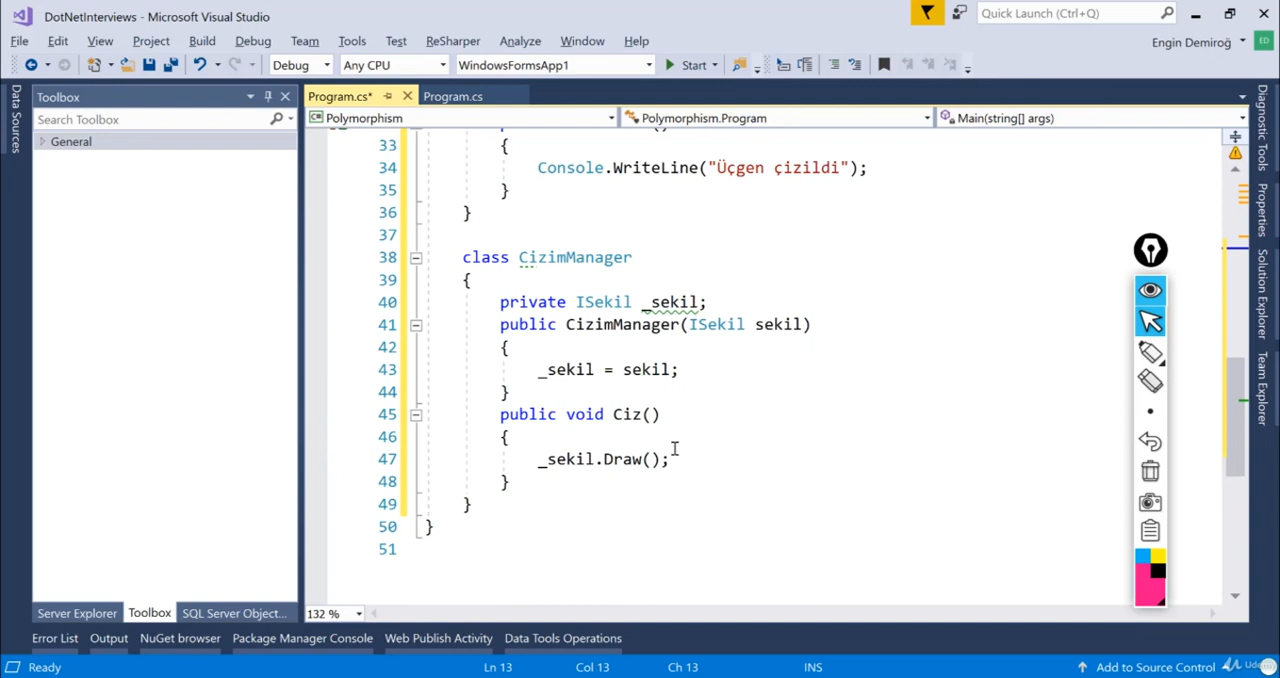 DotNetInterviews - Microsoft Visual Studio
Quick Launch (Ctrl+Q)
File Edit View Project Build Debug Team Tools Test ReSharper Analyze Window Help
Engin Demiroğ ED
Debug Any CPU WindowsFormsApp1 Start
Data Sources
Toolbox
Search Toolbox
General
Program.cs* Program.cs
Polymorphism Polymorphism.Program Main(string[] args)
33 {
34 Console.WriteLine("Üçgen çizildi");
35 }
36 }
37
38 class CizimManager
39 {
40 private ISekil _sekil;
41 public CizimManager(ISekil sekil)
42 {
43 _sekil = sekil;
44 }
45 public void Ciz()
46 {
47 _sekil.Draw();
48 }
49 }
50 }
51
132 %
Diagnostic Tools
Properties
Solution Explorer
Team Explorer
Server Explorer Toolbox SQL Server Object...
Error List Output NuGet browser Package Manager Console Web Publish Activity Data Tools Operations
Ready Ln 13 Col 13 Ch 13 INS Add to Source Control
Udemy